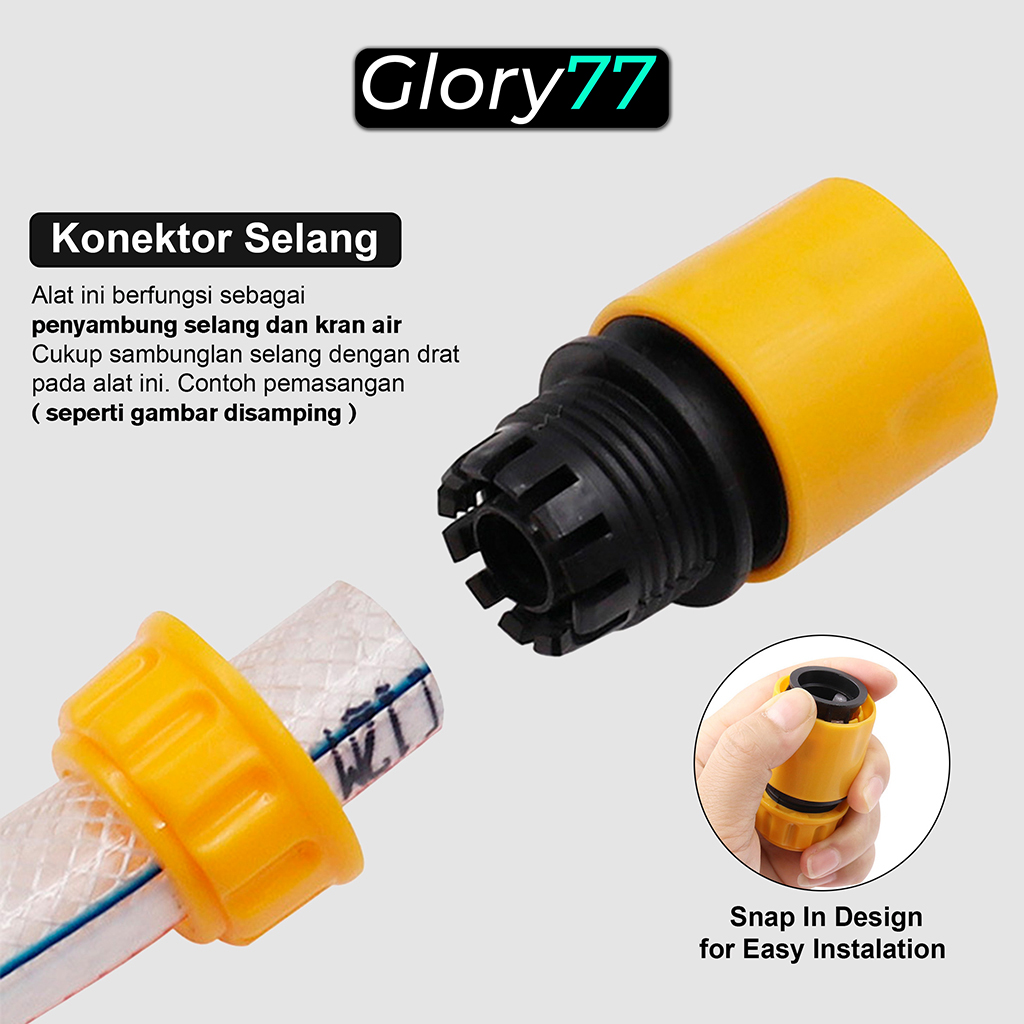 Glory77
Konektor Selang
Alat ini berfungsi sebagai
penyambung selang dan kran air
Cukup sambunglan selang dengan drat
pada alat ini. Contoh pemasangan
( seperti gambar disamping )
Snap In Design
for Easy Instalation